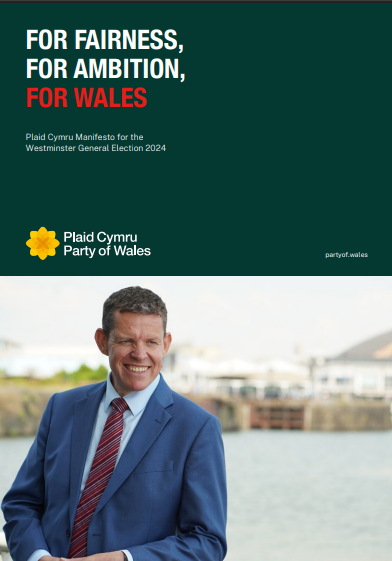 FOR FAIRNESS,
FOR AMBITION,
FOR WALES
Plaid Cymru Manifesto for the
Westminster General Election 2024
Plaid Cymru
Party of Wales
partyof.wales